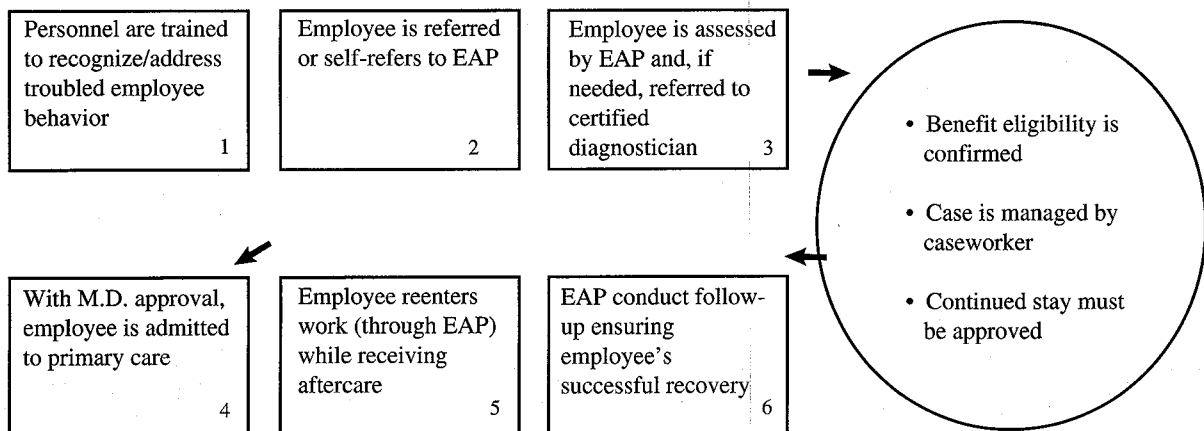 Personnel are trained
to recognize/address
troubled employee
behavior
1
Employee is referred
or self-refers to EAP
2
Employee is assessed
by EAP and, if
needed, referred to
certified
diagnostician
3
• Benefit eligibility is
confirmed
• Case is managed by
caseworker
• Continued stay must
be approved
With M.D. approval,
employee is admitted
to primary care
4
Employee reenters
work (through EAP)
while receiving
aftercare
5
EAP conduct follow-
up ensuring
employee's
successful recovery
6